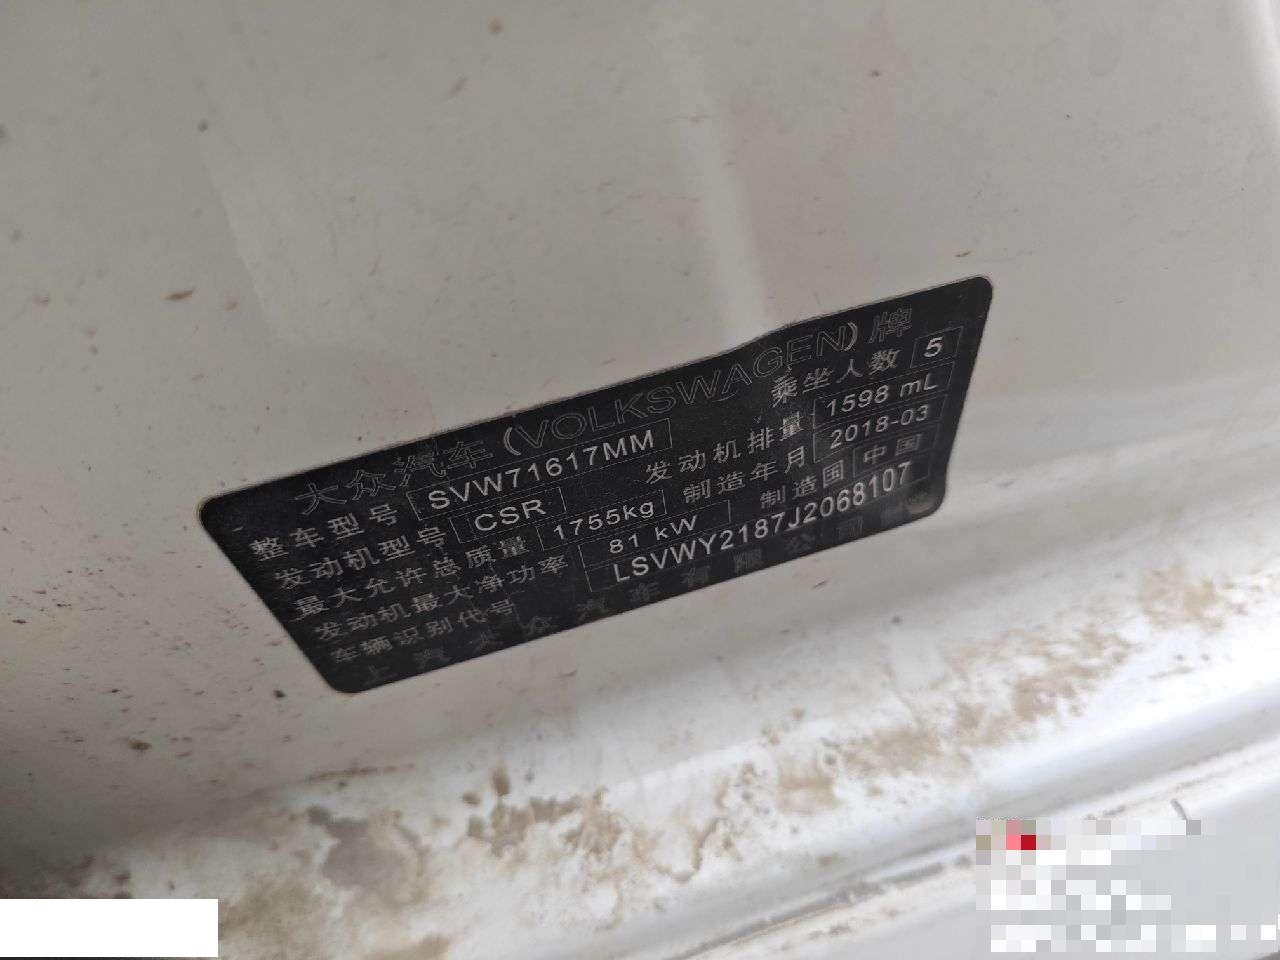 大众汽车(VOLKSWAGEN)牌
整车型号 SVW71617MM 乘坐人数 5
发动机型号 CSR 发动机排量 1598 mL
最大允许总质量 1755kg 制造年月 2018-03
发动机最大净功率 81 kW 制造国 中国
车辆识别代号 LSVWY2187J2068107
上汽大众汽车有限公司